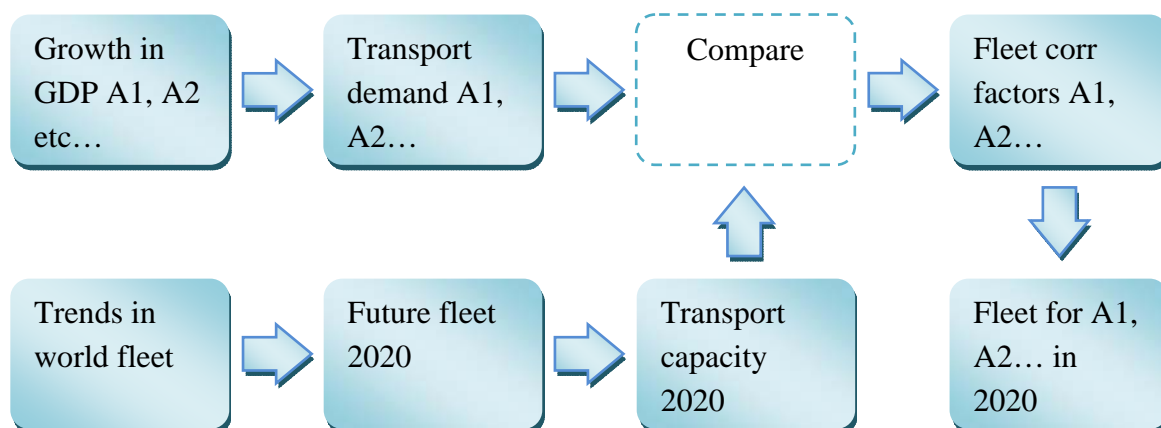 Growth in
GDP A1, A2
etc…
Transport
demand A1,
A2…
Compare
Fleet corr
factors A1,
A2…
Trends in
world fleet
Future fleet
2020
Transport
capacity
2020
Fleet for A1,
A2… in
2020